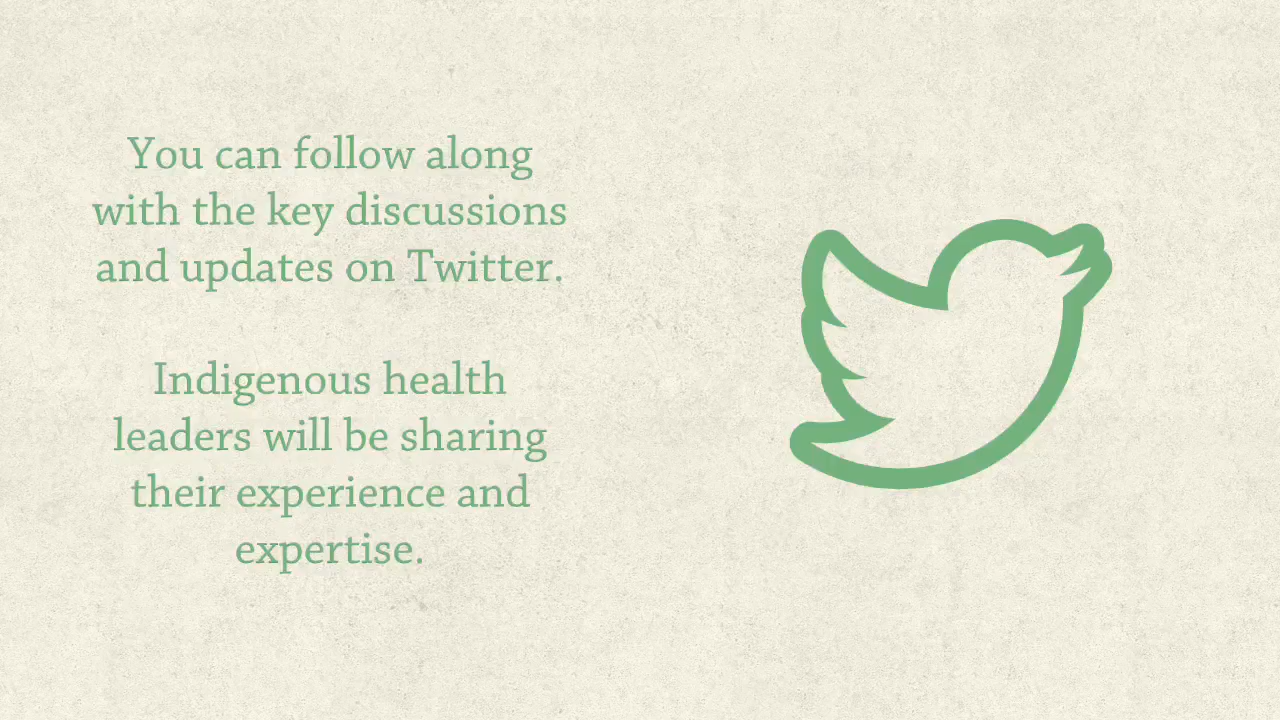 You can follow along
with the key discussions
and updates on Twitter.
Indigenous health
leaders will be sharing
their experience and
expertise.